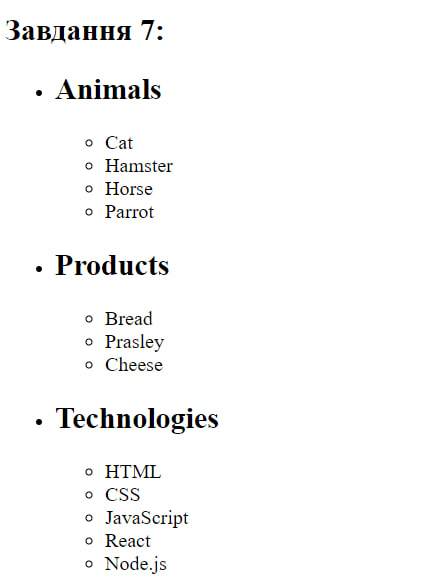 Завдання 7:
Animals
Cat
Hamster
Horse
Parrot
Products
Bread
Prasley
Cheese
Technologies
HTML
CSS
JavaScript
React
Node.js